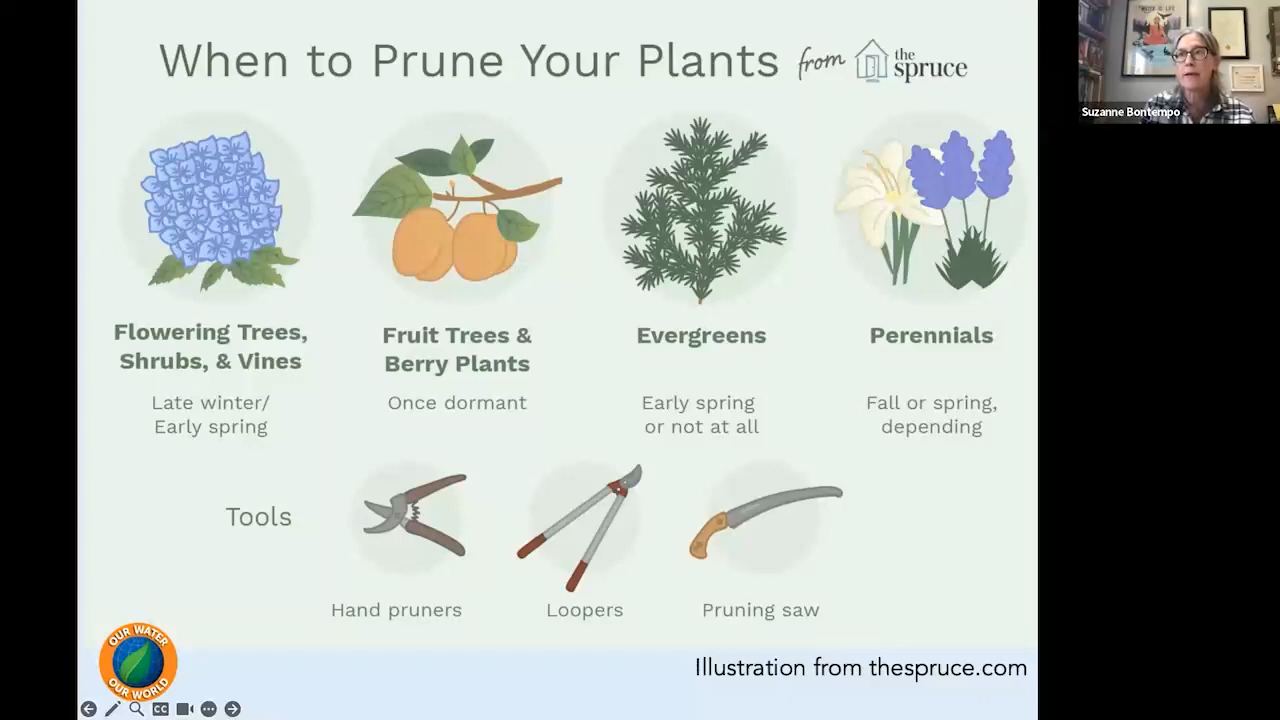 When to Prune Your Plants from the spruce
Suzanne Bontempo
Flowering Trees,
Shrubs, & Vines
Late winter/
Early spring
Fruit Trees &
Berry Plants
Once dormant
Evergreens
Early spring
or not at all
Perennials
Fall or spring,
depending
Tools
Hand pruners
Loopers
Pruning saw
OUR WATER
OUR WORLD
Illustration from thespruce.com
CC